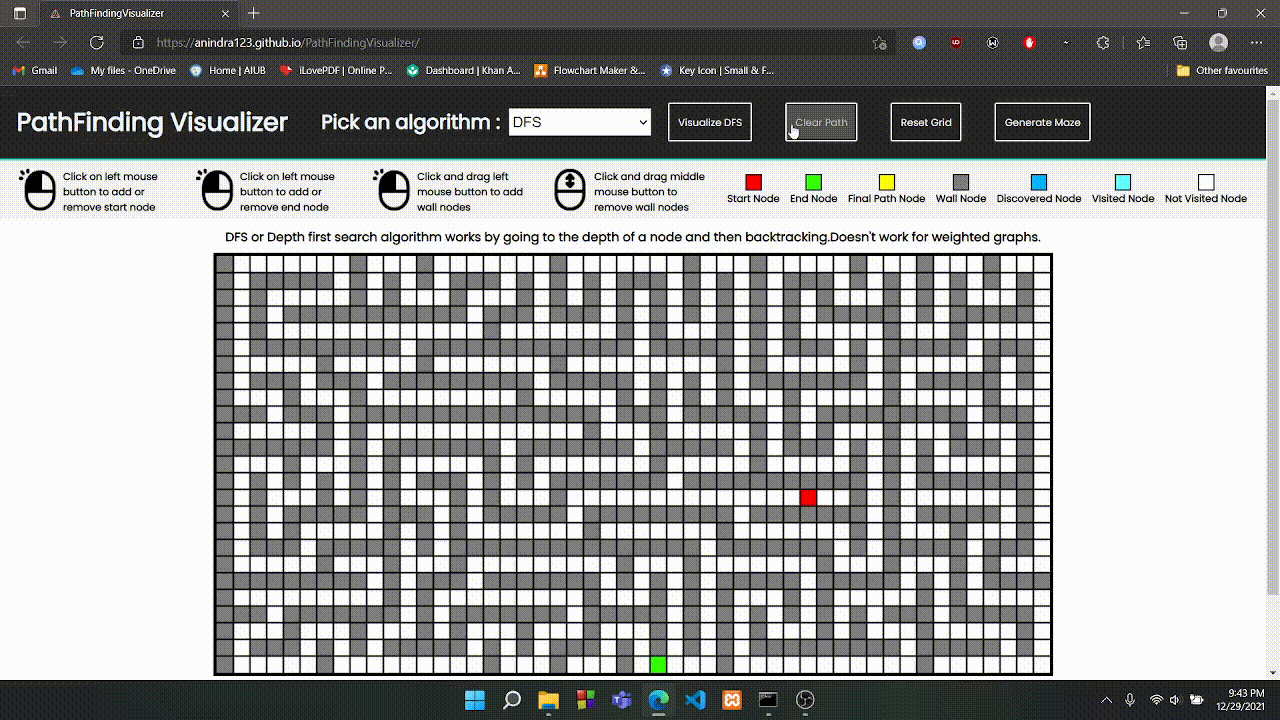 PathFindingVisualizer
https://anindra123.github.io/PathFindingVisualizer/
Gmail
My files - OneDrive
Home | AIUB
iLovePDF | Online P...
Dashboard | Khan A...
Flowchart Maker &...
Key Icon | Small & F...
Other favourites
PathFinding Visualizer
Pick an algorithm :
DFS
Visualize DFS
Clear Path
Reset Grid
Generate Maze
Click on left mouse
button to add or
remove start node
Click on left mouse
button to add or
remove end node
Click and drag left
mouse button to add
wall nodes
Click and drag middle
mouse button to
remove wall nodes
Start Node
End Node
Final Path Node
Wall Node
Discovered Node
VIsited Node
Not Visited Node
DFS or Depth first search algorithm works by going to the depth of a node and then backtracking.Doesn't work for weighted graphs.
9:43 PM
12/29/2021